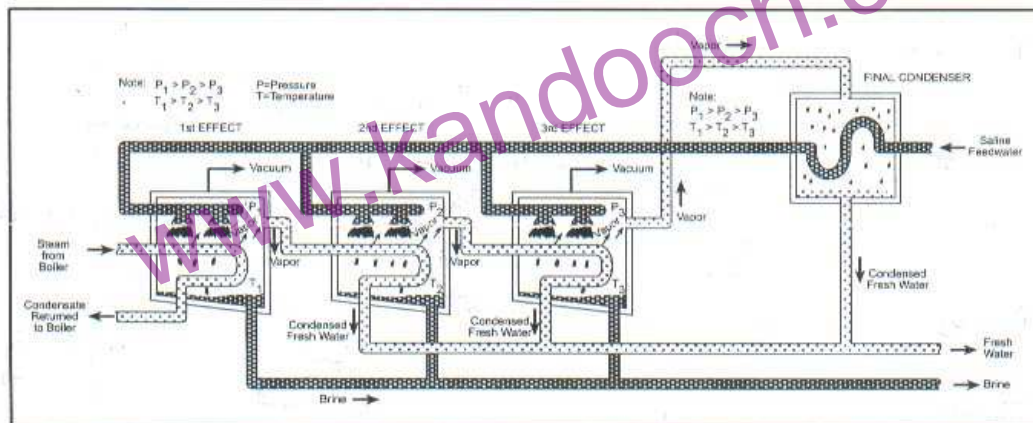 www.kandoocn.c
Vapor
FINAL CONDENSER
Note: P1 > P2 > P3
T1 > T2 > T3
P=Pressure
T=Temperature
Note:
P1 > P2 > P3
T1 > T2 > T3
1st EFFECT
2nd EFFECT
3rd EFFECT
Saline
Feedwater
Vacuum
Vacuum
Vacuum
P2
P3
Vapor
Vapor
Vapor
Vapor
Steam
from
Boiler
Vapor
Vapor
T2
T3
Condensate
Returned
to Boiler
Condensed
Fresh Water
Condensed
Fresh Water
Condensed
Fresh Water
Fresh
Water
Brine
Brine